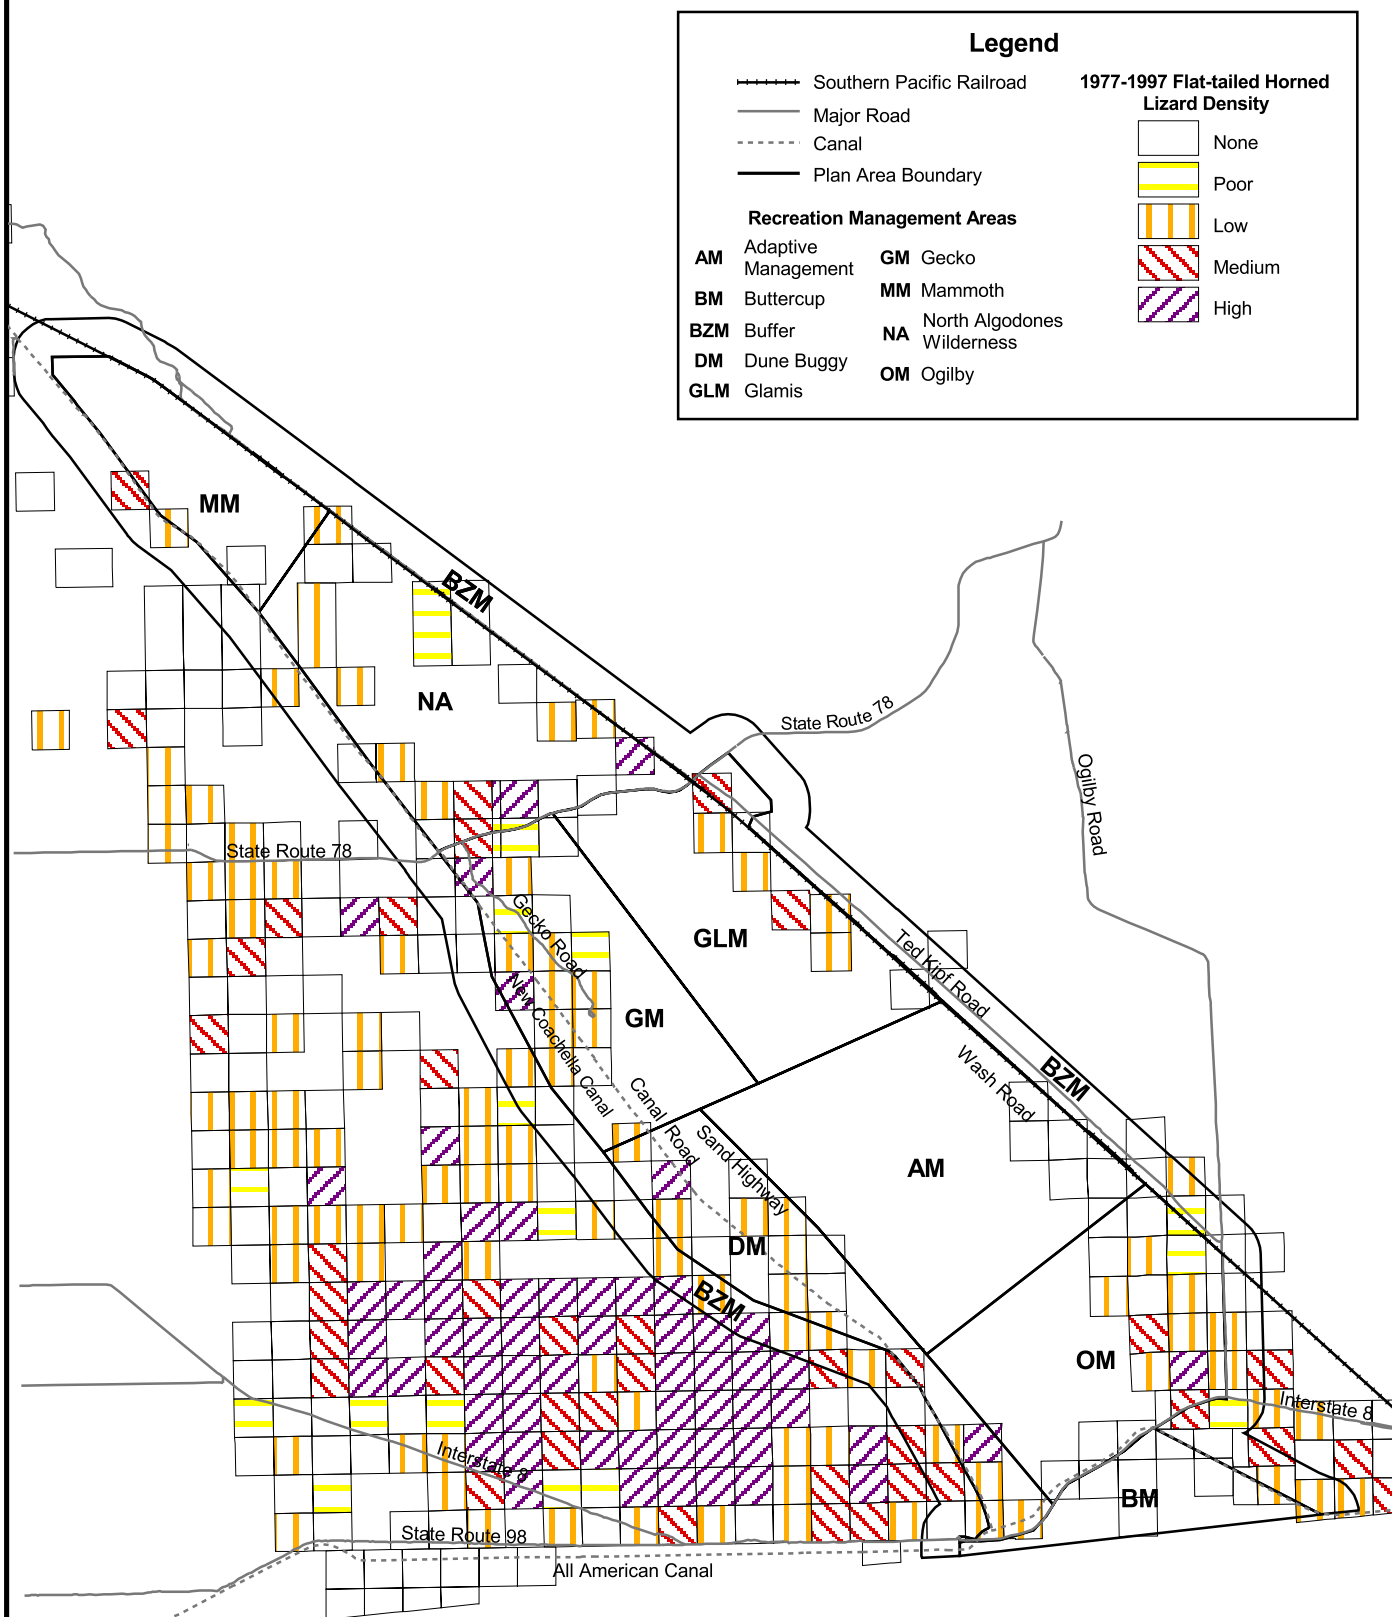 Legend
Southern Pacific Railroad
Major Road
Canal
Plan Area Boundary
1977-1997 Flat-tailed Horned
Lizard Density
None
Poor
Low
Medium
High
Recreation Management Areas
AM Adaptive
Management
BM Buttercup
BZM Buffer
DM Dune Buggy
GLM Glamis
GM Gecko
MM Mammoth
NA North Algodones
Wilderness
OM Ogilby
MM
BZM
NA
State Route 78
Ogilby Road
State Route 78
Gecko Road
GLM
Ted Kipf Road
New Coachella Canal
GM
Wash Road
BZM
Canal Road
Sand Highway
AM
DM
BZM
OM
Interstate 8
Interstate 8
BM
State Route 98
All American Canal